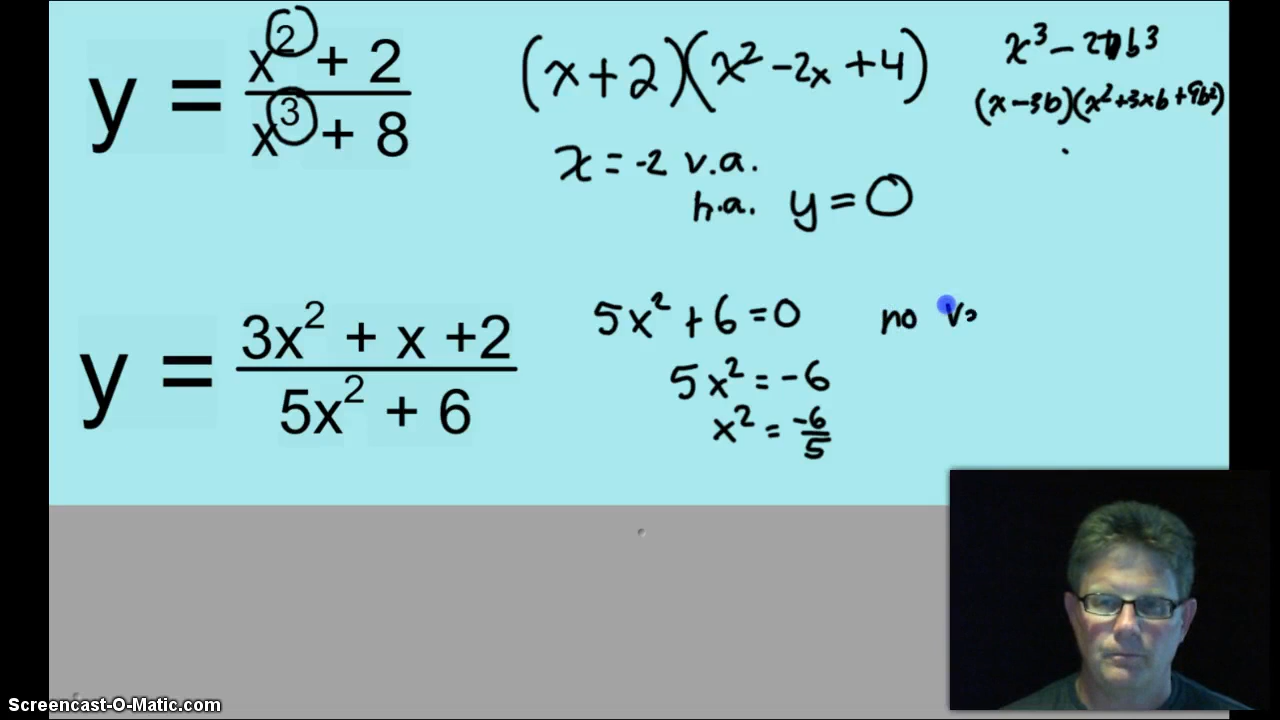 y = x² + 2 / x³ + 8
(x + 2)(x² - 2x + 4)
x³ - 27b³
(x - 3b)(x² + 3xb + 9b²)
x = -2 v.a.
h.a. y = 0
y = 3x² + x +2 / 5x² + 6
5x² + 6 = 0
no v
5x² = -6
x² = -6/5
Screencast-O-Matic.com